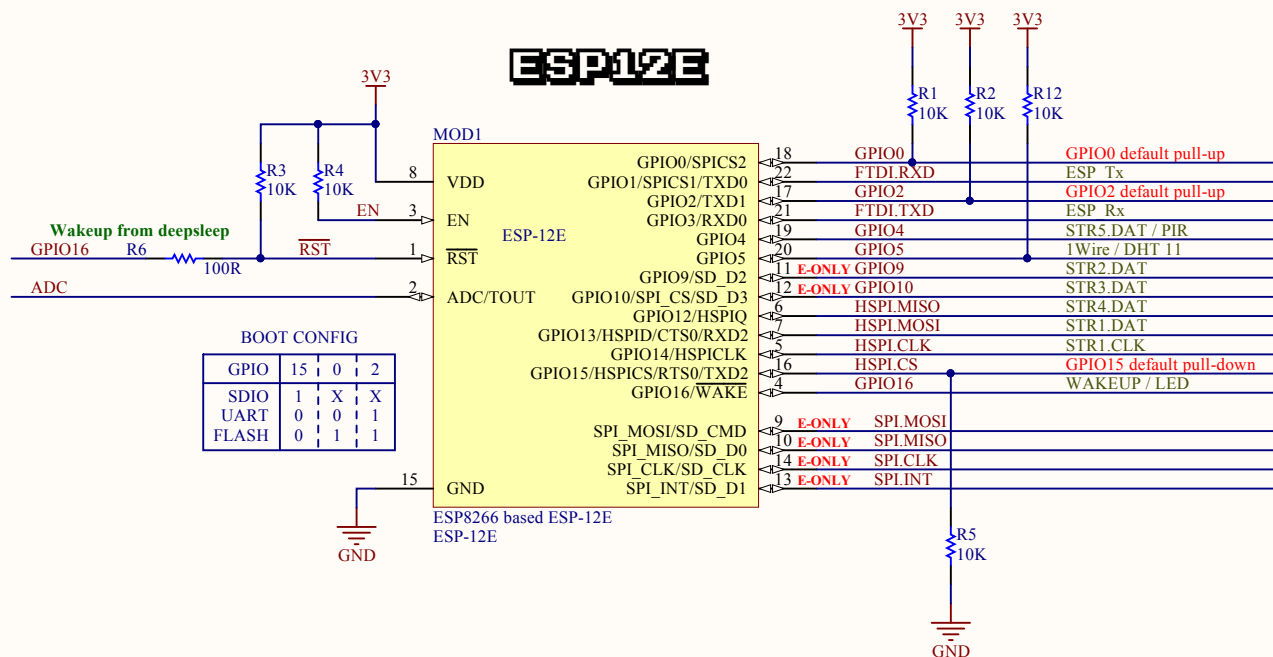 ESP12E
3V3
3V3
3V3
3V3
R1
10K
R2
10K
R12
10K
R3
10K
R4
10K
EN
Wakeup from deepsleep
GPIO16
R6
100R
RST
ADC
MOD1
ESP-12E
8 VDD
3 EN
1 RST
2 ADC/TOUT
15 GND
GPIO0/SPICS2 18 GPIO0 GPIO0 default pull-up
GPIO1/SPICS1/TXD0 22 FTDI.RXD ESP_Tx
GPIO2/TXD1 17 GPIO2 GPIO2 default pull-up
GPIO3/RXD0 21 FTDI.TXD ESP_Rx
GPIO4 19 GPIO4 STR5.DAT / PIR
GPIO5 20 GPIO5 1Wire / DHT 11
GPIO9/SD_D2 11 E-ONLY GPIO9 STR2.DAT
GPIO10/SPI_CS/SD_D3 12 E-ONLY GPIO10 STR3.DAT
GPIO12/HSPIQ 6 HSPI.MISO STR4.DAT
GPIO13/HSPID/CTS0/RXD2 7 HSPI.MOSI STR1.DAT
GPIO14/HSPICLK 5 HSPI.CLK STR1.CLK
GPIO15/HSPICS/RTS0/TXD2 16 HSPI.CS GPIO15 default pull-down
GPIO16/WAKE 4 GPIO16 WAKEUP / LED
SPI_MOSI/SD_CMD 9 E-ONLY SPI.MOSI
SPI_MISO/SD_D0 10 E-ONLY SPI.MISO
SPI_CLK/SD_CLK 14 E-ONLY SPI.CLK
SPI_INT/SD_D1 13 E-ONLY SPI.INT
BOOT CONFIG
GPIO 15 0 2
SDIO 1 X X
UART 0 0 1
FLASH 0 1 1
GND
ESP8266 based ESP-12E
ESP-12E
R5
10K
GND